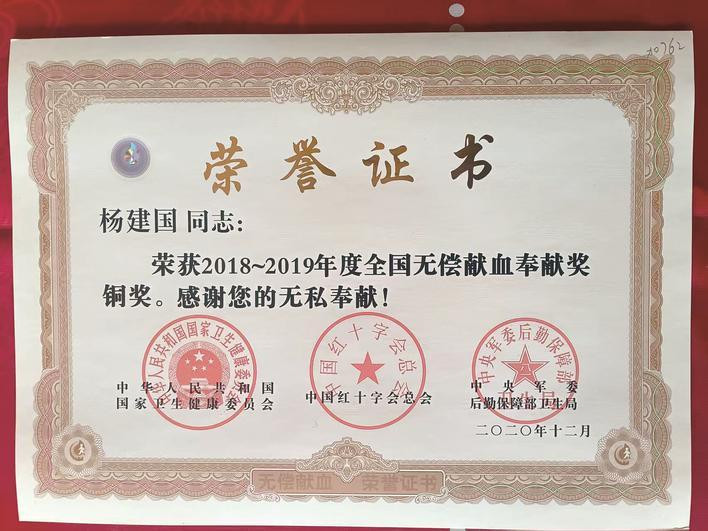 20762
荣誉证书
杨建国 同志：
荣获2018~2019年度全国无偿献血奉献奖
铜奖。感谢您的无私奉献！
中华人民共和国国家卫生健康委员会
中国红十字会总会
中央军委后勤保障部
卫生局
中华人民共和国
国家卫生健康委员会
中国红十字会总会
中央军委
后勤保障部卫生局
二〇二〇年十二月
无偿献血 荣誉证书